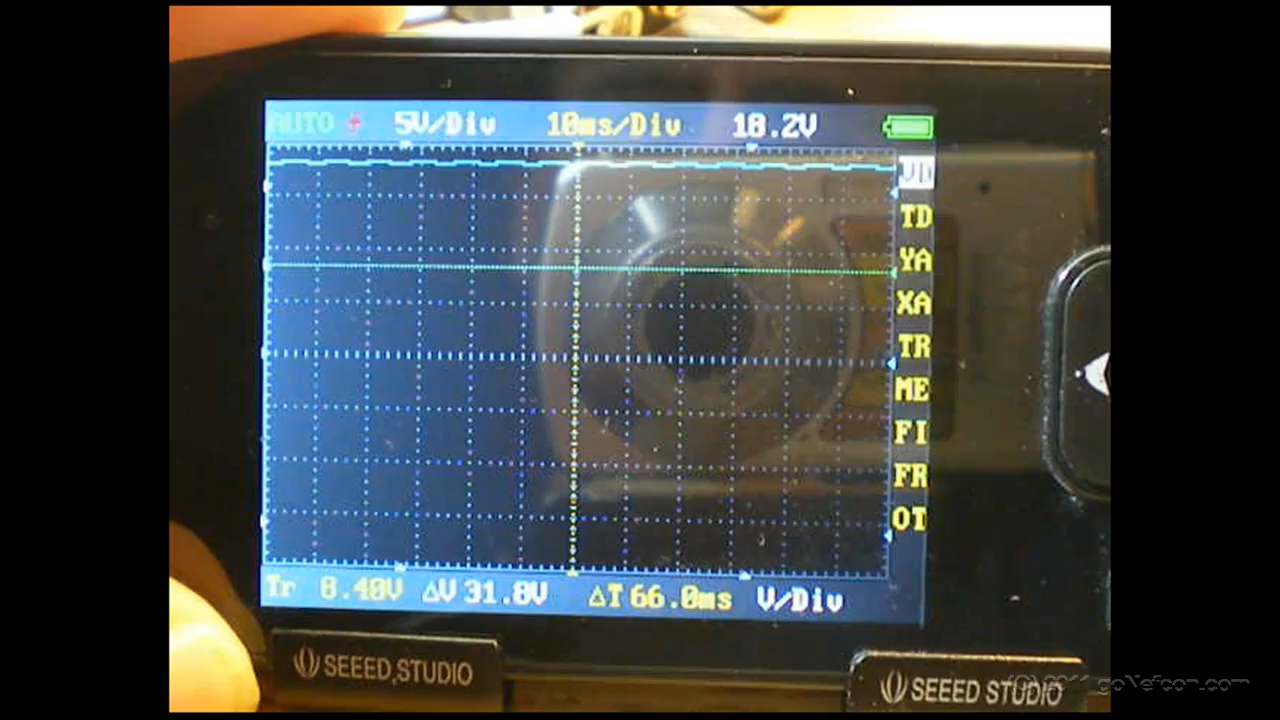 AUTO 5V/Div 10ms/Div 18.2V
VD
TD
YA
XA
TR
ME
FI
FR
OT
Tr 8.40V ΔV 31.8V ΔT 66.0ms V/Div
SEEED,STUDIO
SEEED STUDIO